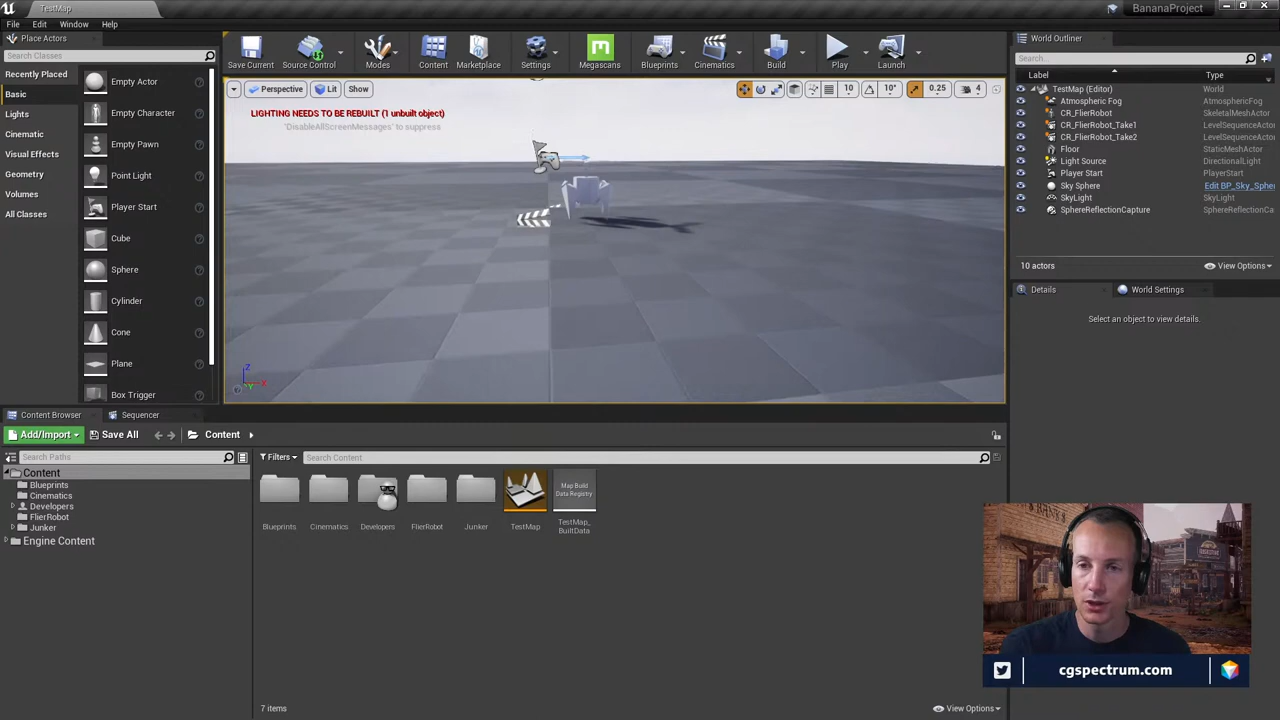 TestMap
BananaProject
File Edit Window Help
Place Actors
Search Classes
Recently Placed
Basic
Lights
Cinematic
Visual Effects
Geometry
Volumes
All Classes
Empty Actor
Empty Character
Empty Pawn
Point Light
Player Start
Cube
Sphere
Cylinder
Cone
Plane
Box Trigger
Save Current
Source Control
Modes
Content
Marketplace
Settings
Megascans
Blueprints
Cinematics
Build
Play
Launch
Perspective Lit Show
10 10° 0.25 4
LIGHTING NEEDS TO BE REBUILT (1 unbuilt object)
'DisableAllScreenMessages' to suppress
Z
X
Y
World Outliner
Search...
Label Type
TestMap (Editor) World
Atmospheric Fog AtmosphericFog
CR_FlierRobot SkeletalMeshActor
CR_FlierRobot_Take1 LevelSequenceActor
CR_FlierRobot_Take2 LevelSequenceActor
Floor StaticMeshActor
Light Source DirectionalLight
Player Start PlayerStart
Sky Sphere Edit BP_Sky_Sphe
SkyLight SkyLight
SphereReflectionCapture SphereReflectionCa
10 actors View Options
Details World Settings
Select an object to view details.
Content Browser Sequencer
Add/Import Save All Content
Search Paths
Filters Search Content
Content
Blueprints
Cinematics
Developers
FlierRobot
Junker
Engine Content
Blueprints
Cinematics
Developers
FlierRobot
Junker
TestMap
Map Build
Data Registry
TestMap_
BuiltData
7 items View Options
cgspectrum.com